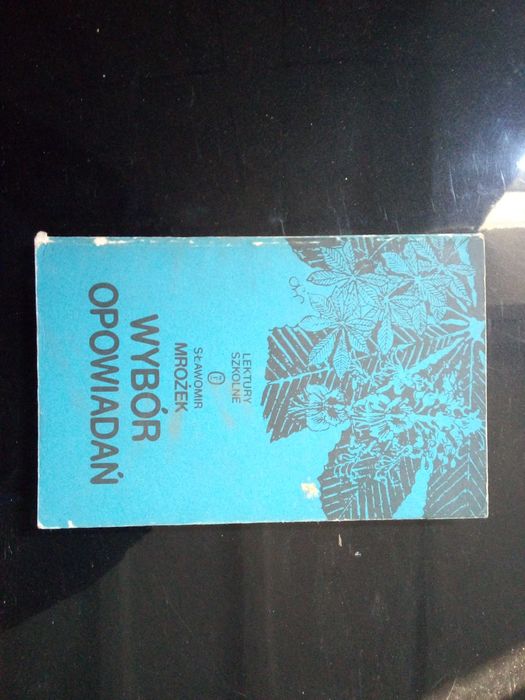 LEKTURY
SZKOLNE
SŁAWOMIR
MROŻEK
WYBÓR
OPOWIADAŃ